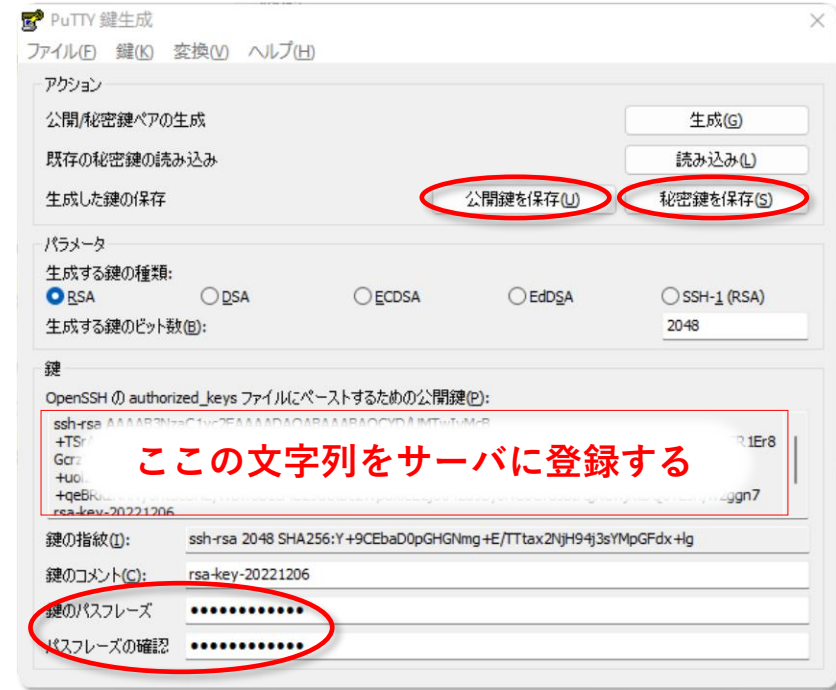 PuTTY 鍵生成
ファイル(F) 鍵(K) 変換(V) ヘルプ(H)
アクション
公開/秘密鍵ペアの生成 生成(G)
既存の秘密鍵の読み込み 読み込み(L)
生成した鍵の保存 公開鍵を保存(U) 秘密鍵を保存(S)
パラメータ
生成する鍵の種類:
RSA DSA ECDSA EdDSA SSH-1 (RSA)
生成する鍵のビット数(B): 2048
鍵
OpenSSH の authorized_keys ファイルにペーストするための公開鍵(P):
ssh-rsa
ここの文字列をサーバに登録する
rsa-key-20221206
鍵の指紋(I): ssh-rsa 2048 SHA256:Y+9CEbaD0pGHGNmg+E/TTtax2NjH94j3sYMpGFdx+lg
鍵のコメント(C): rsa-key-20221206
鍵のパスフレーズ ●●●●●●●●●●●●
パスフレーズの確認 ●●●●●●●●●●●●